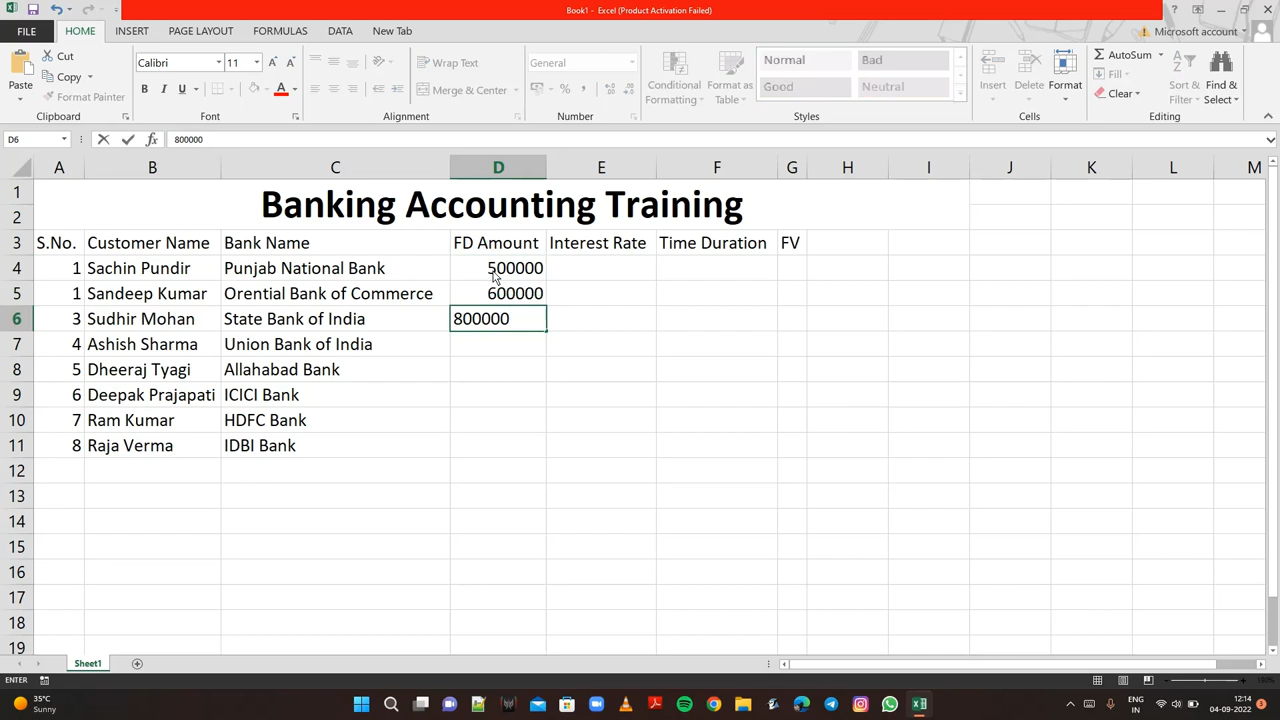 Book1 - Excel (Product Activation Failed)
FILE HOME INSERT PAGE LAYOUT FORMULAS DATA New Tab Microsoft account
Paste Cut Copy Format Painter Clipboard
Calibri 11 B I U A Font
Wrap Text Merge & Center Alignment
General % Number
Conditional Formatting Format as Table Normal Bad Good Neutral Styles
Insert Delete Format Cells
AutoSum Fill Clear Sort & Filter Find & Select Editing
D6 fx 800000
A B C D E F G H I J K L M
1
2 Banking Accounting Training
3 S.No. Customer Name Bank Name FD Amount Interest Rate Time Duration FV
4 1 Sachin Pundir Punjab National Bank 500000
5 1 Sandeep Kumar Orential Bank of Commerce 600000
6 3 Sudhir Mohan State Bank of India 800000
7 4 Ashish Sharma Union Bank of India
8 5 Dheeraj Tyagi Allahabad Bank
9 6 Deepak Prajapati ICICI Bank
10 7 Ram Kumar HDFC Bank
11 8 Raja Verma IDBI Bank
12
13
14
15
16
17
18
19
Sheet1
ENTER
35°C ENG 12:14
Sunny IN 04-09-2022